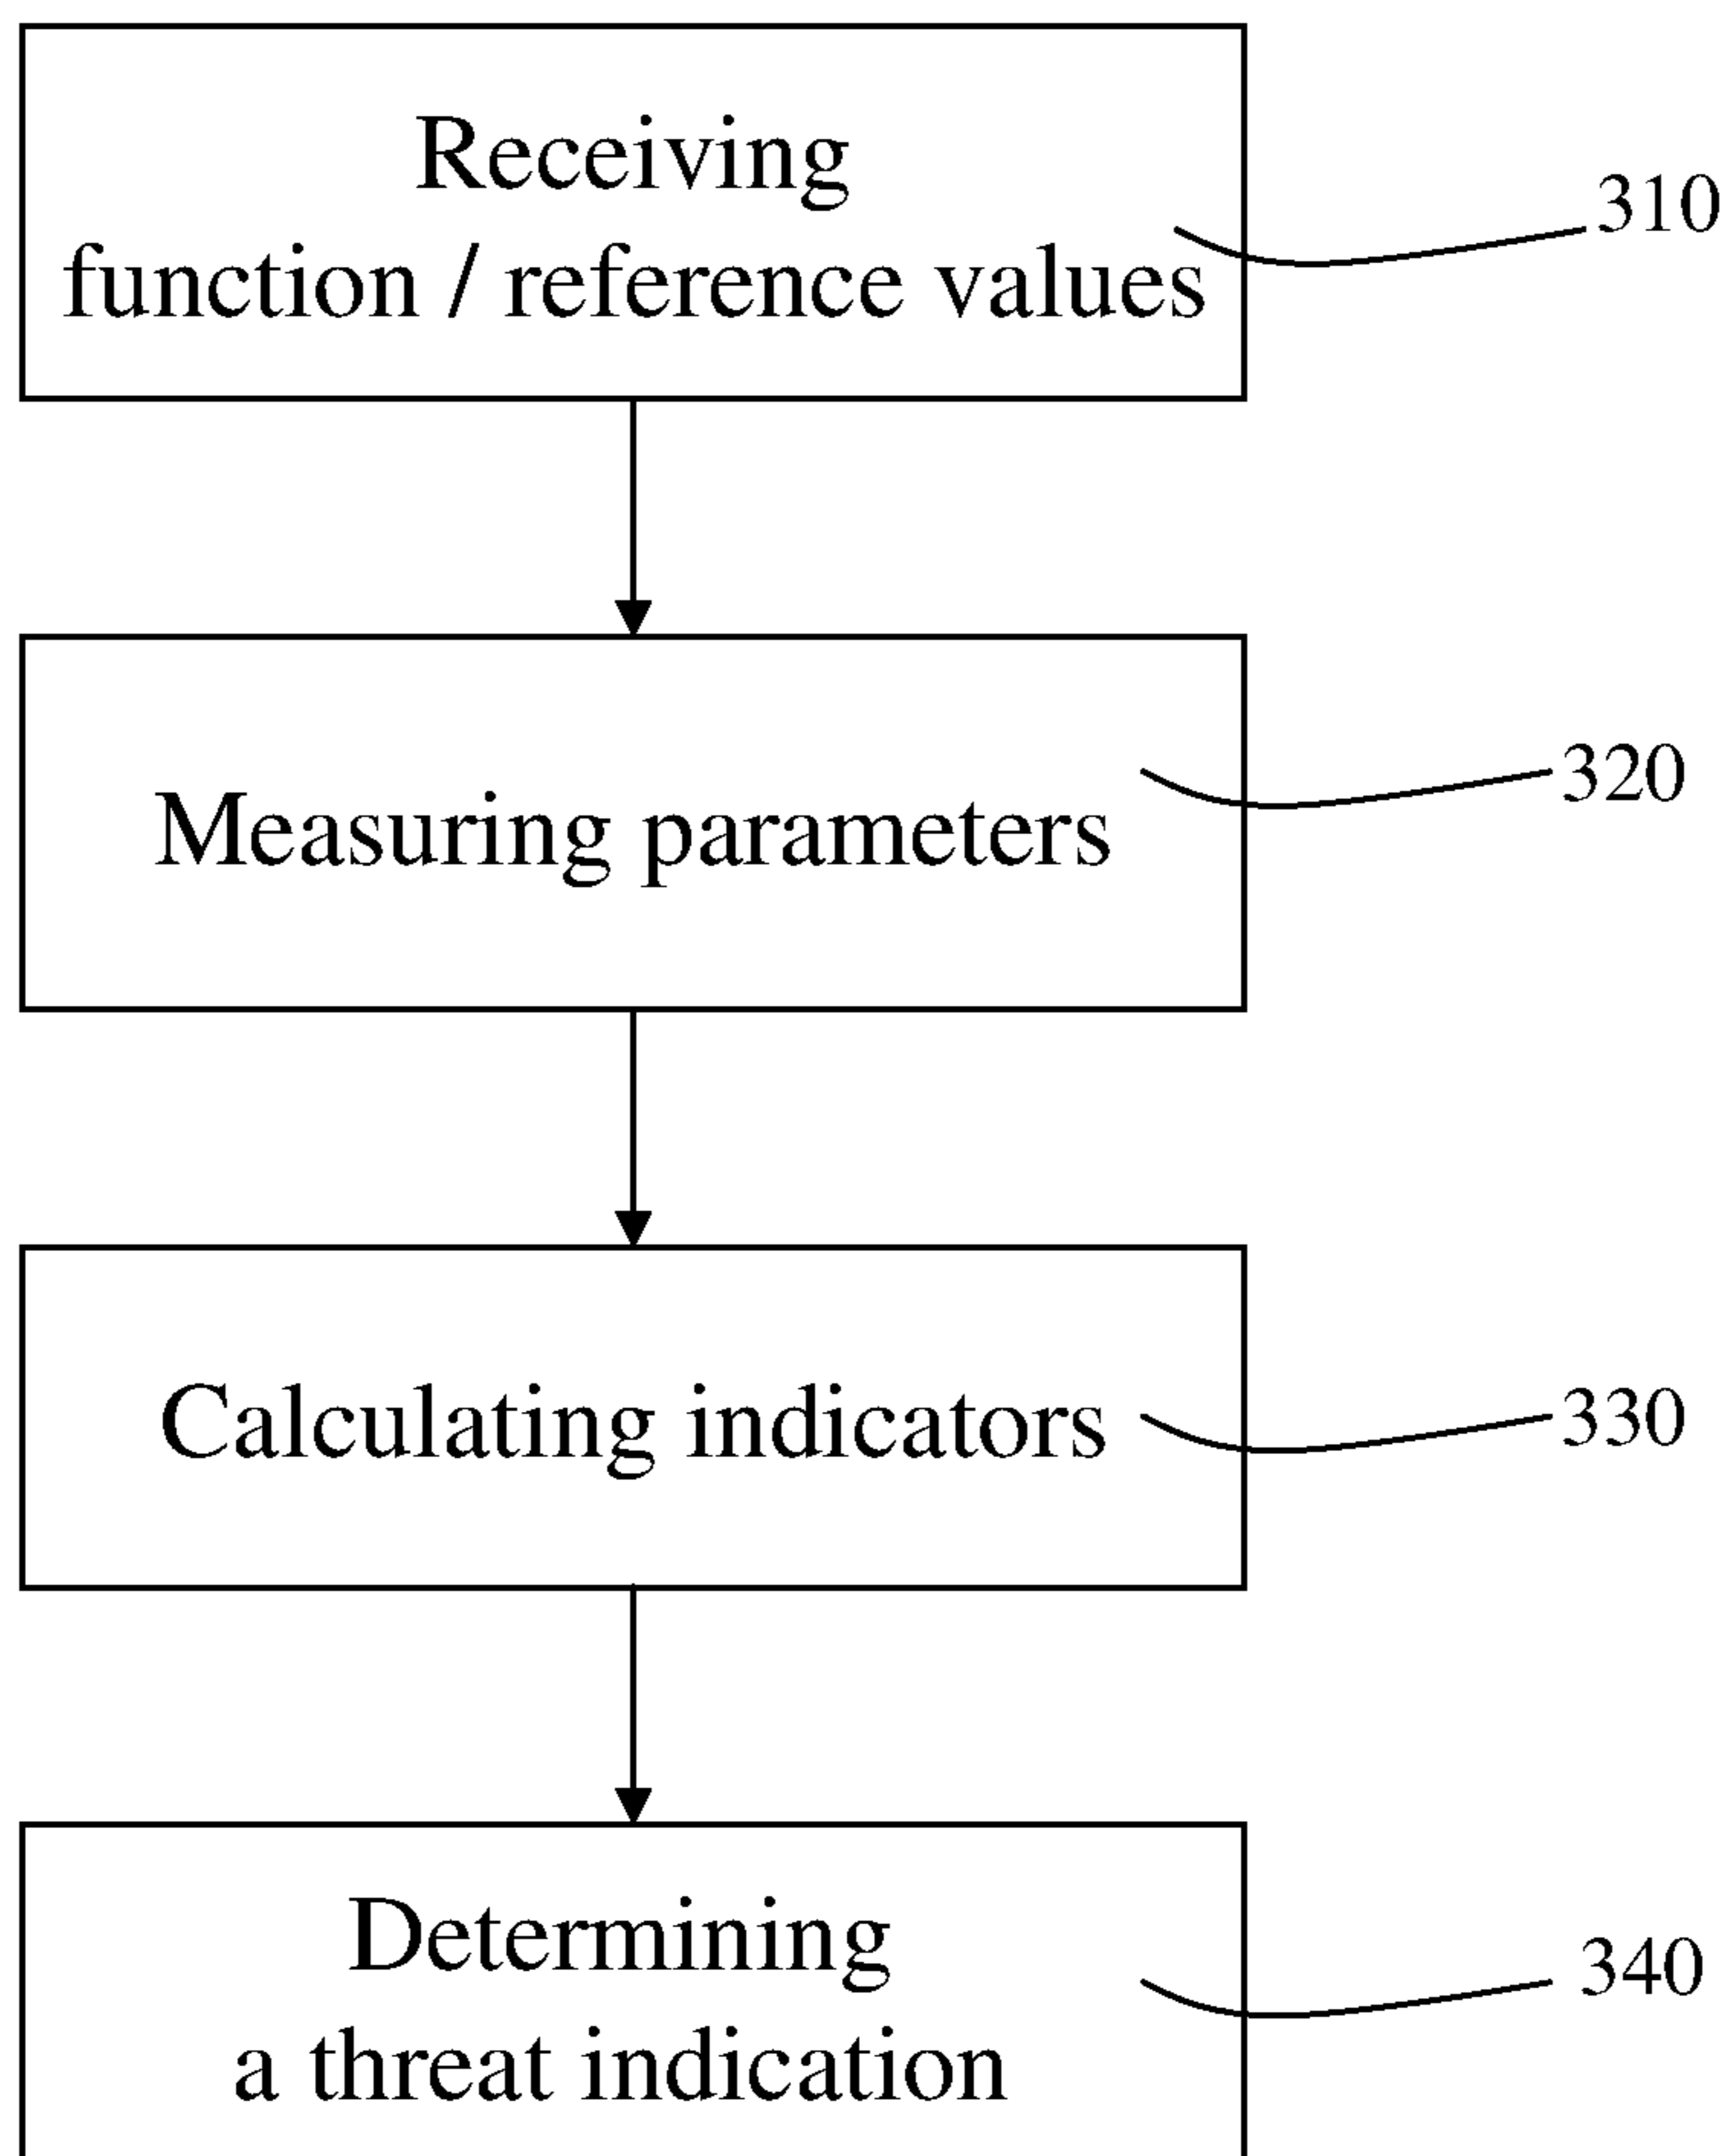 Receiving
function / reference values
310
Measuring parameters
320
Calculating indicators
330
Determining
a threat indication
340